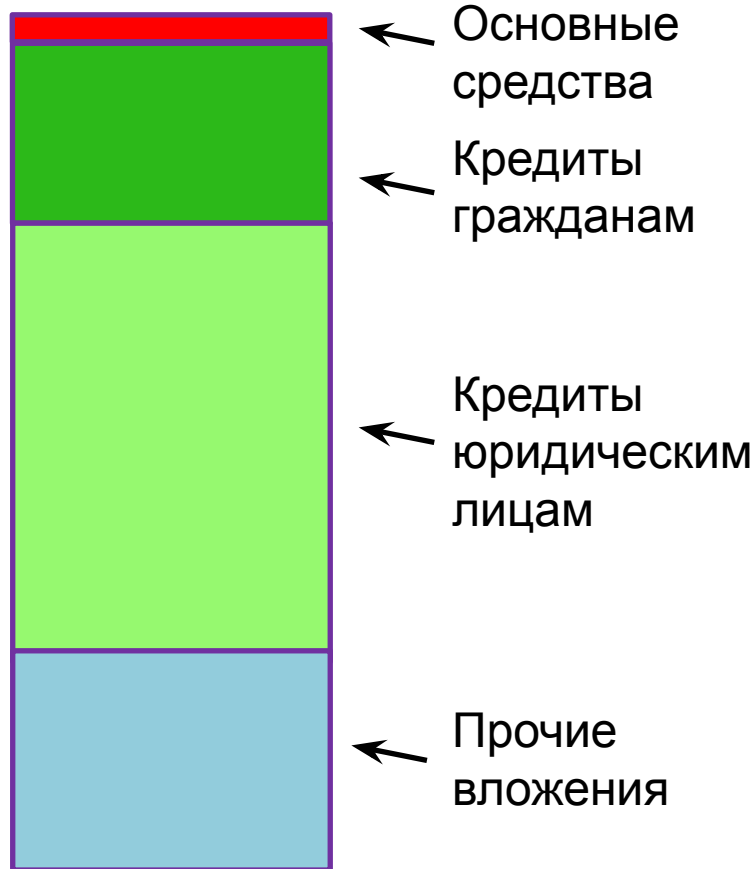 Основные
средства
Кредиты
гражданам
Кредиты
юридическим
лицам
Прочие
вложения